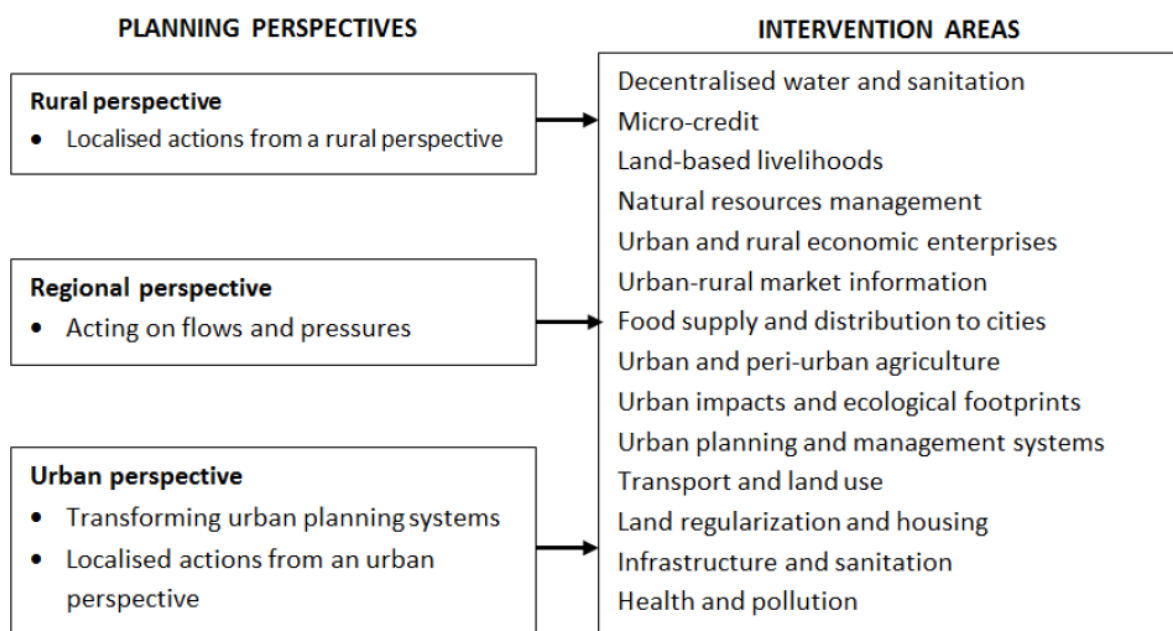 PLANNING PERSPECTIVES
Rural perspective
• Localised actions from a rural perspective
Regional perspective
• Acting on flows and pressures
Urban perspective
• Transforming urban planning systems
• Localised actions from an urban
perspective
INTERVENTION AREAS
Decentralised water and sanitation
Micro-credit
Land-based livelihoods
Natural resources management
Urban and rural economic enterprises
Urban-rural market information
Food supply and distribution to cities
Urban and peri-urban agriculture
Urban impacts and ecological footprints
Urban planning and management systems
Transport and land use
Land regularization and housing
Infrastructure and sanitation
Health and pollution